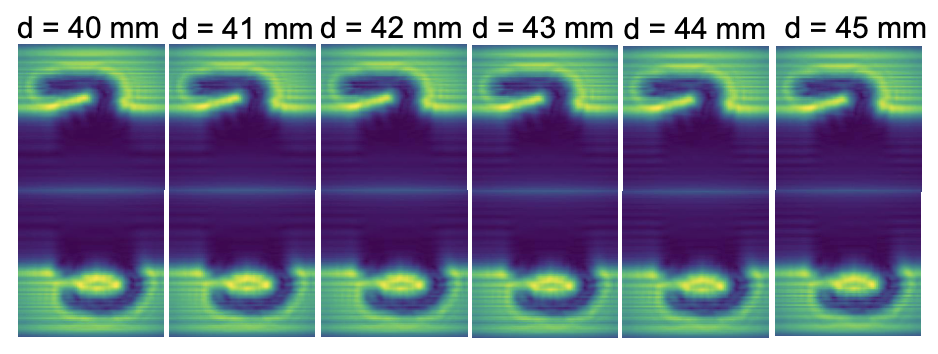 d = 40 mm d = 41 mm d = 42 mm d = 43 mm d = 44 mm d = 45 mm